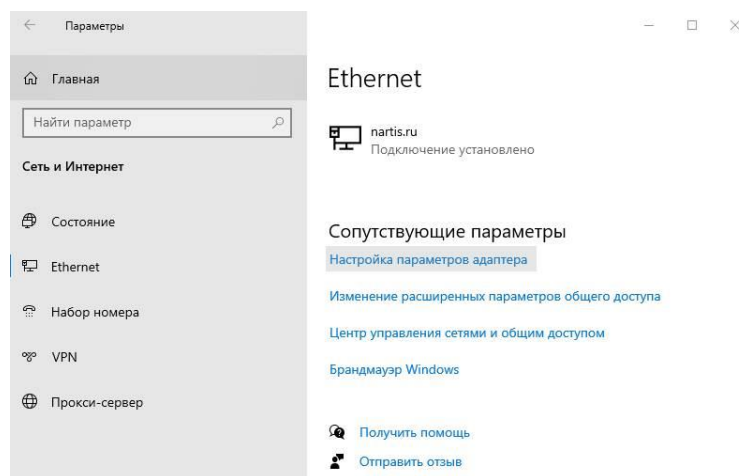 Параметры
Главная
Найти параметр
Сеть и Интернет
Состояние
Ethernet
Набор номера
VPN
Прокси-сервер
Ethernet
nartis.ru
Подключение установлено
Сопутствующие параметры
Настройка параметров адаптера
Изменение расширенных параметров общего доступа
Центр управления сетями и общим доступом
Брандмауэр Windows
Получить помощь
Отправить отзыв